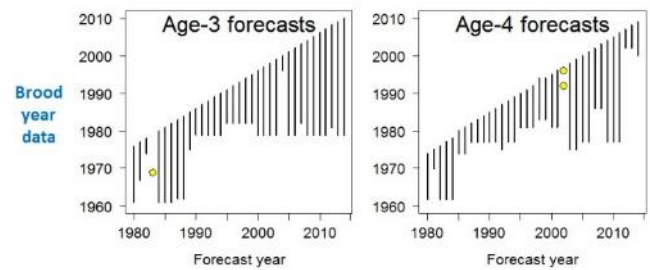 Age-3 forecasts
Age-4 forecasts
Brood
year
data
2010
2000
1990
1980
1970
1960
1980 1990 2000 2010
Forecast year
2010
2000
1990
1980
1970
1960
1980 1990 2000 2010
Forecast year